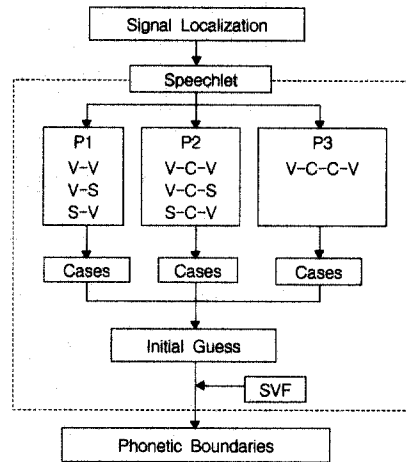 Signal Localization
Speechlet
P1
V-V
V-S
S-V
P2
V-C-V
V-C-S
S-C-V
P3
V-C-C-V
Cases
Cases
Cases
Initial Guess
SVF
Phonetic Boundaries